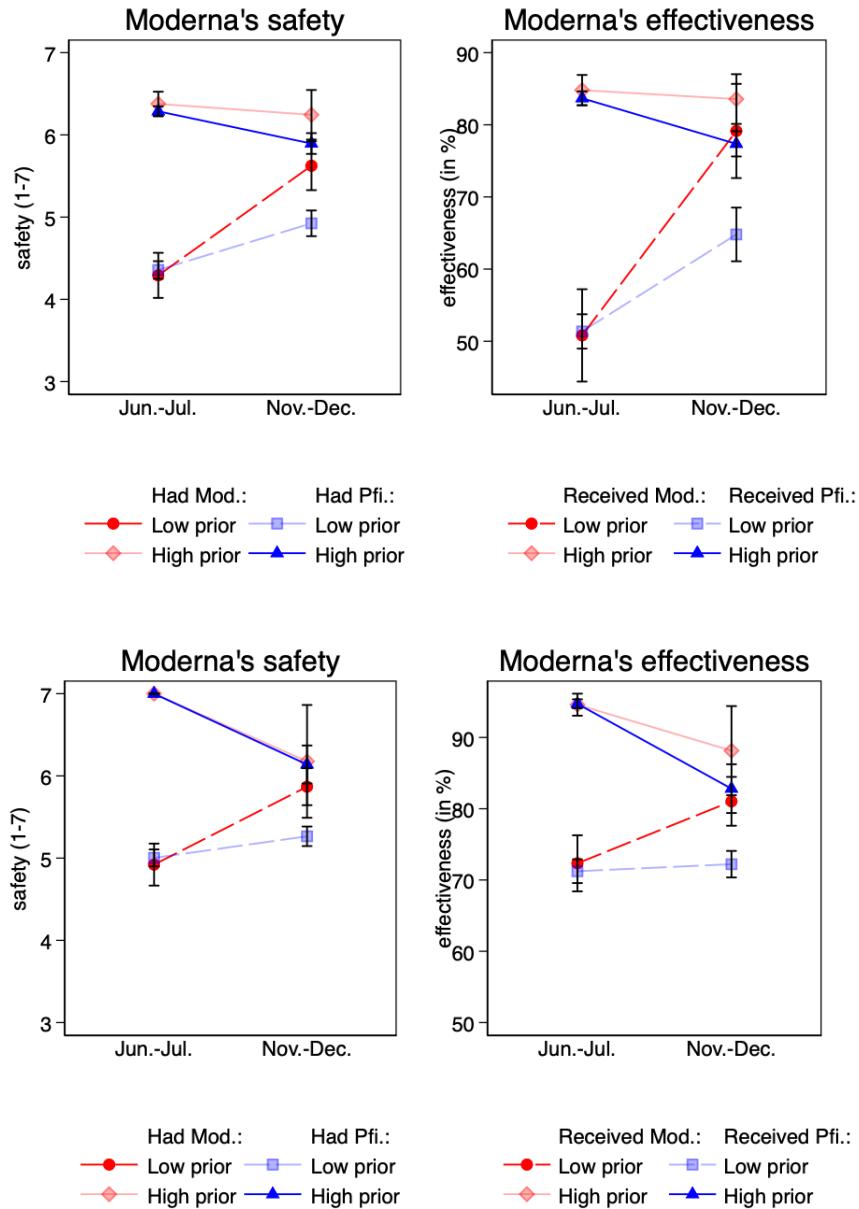 Moderna's safety
7
6
5
4
3
safety (1-7)
Jun.-Jul.
Nov.-Dec.
Had Mod.: Had Pfi.:
Low prior Low prior
High prior High prior
Moderna's effectiveness
90
80
70
60
50
effectiveness (in %)
Jun.-Jul.
Nov.-Dec.
Received Mod.: Received Pfi.:
Low prior Low prior
High prior High prior
Moderna's safety
7
6
5
4
3
safety (1-7)
Jun.-Jul.
Nov.-Dec.
Had Mod.: Had Pfi.:
Low prior Low prior
High prior High prior
Moderna's effectiveness
90
80
70
60
50
effectiveness (in %)
Jun.-Jul.
Nov.-Dec.
Received Mod.: Received Pfi.:
Low prior Low prior
High prior High prior